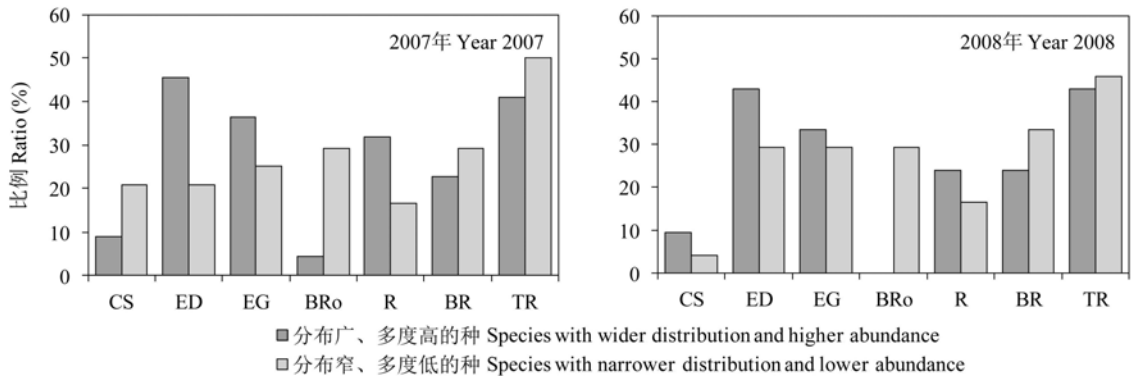 比例 Ratio (%)
60
50
40
30
20
10
0
2007年 Year 2007
CS ED EG BRo R BR TR
60
50
40
30
20
10
0
2008年 Year 2008
CS ED EG BRo R BR TR
分布广、多度高的种 Species with wider distribution and higher abundance
分布窄、多度低的种 Species with narrower distribution and lower abundance